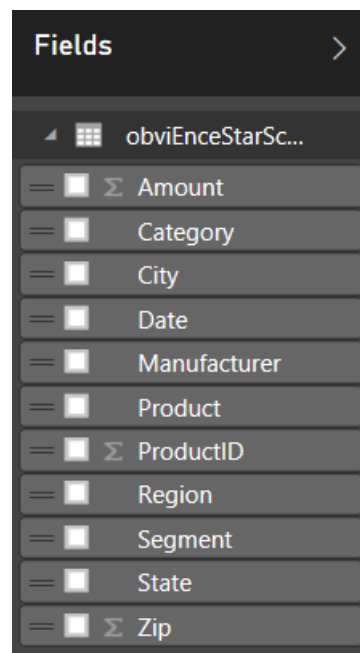 Fields
obviEnceStarSc...
Σ Amount
Category
City
Date
Manufacturer
Product
Σ ProductID
Region
Segment
State
Σ Zip